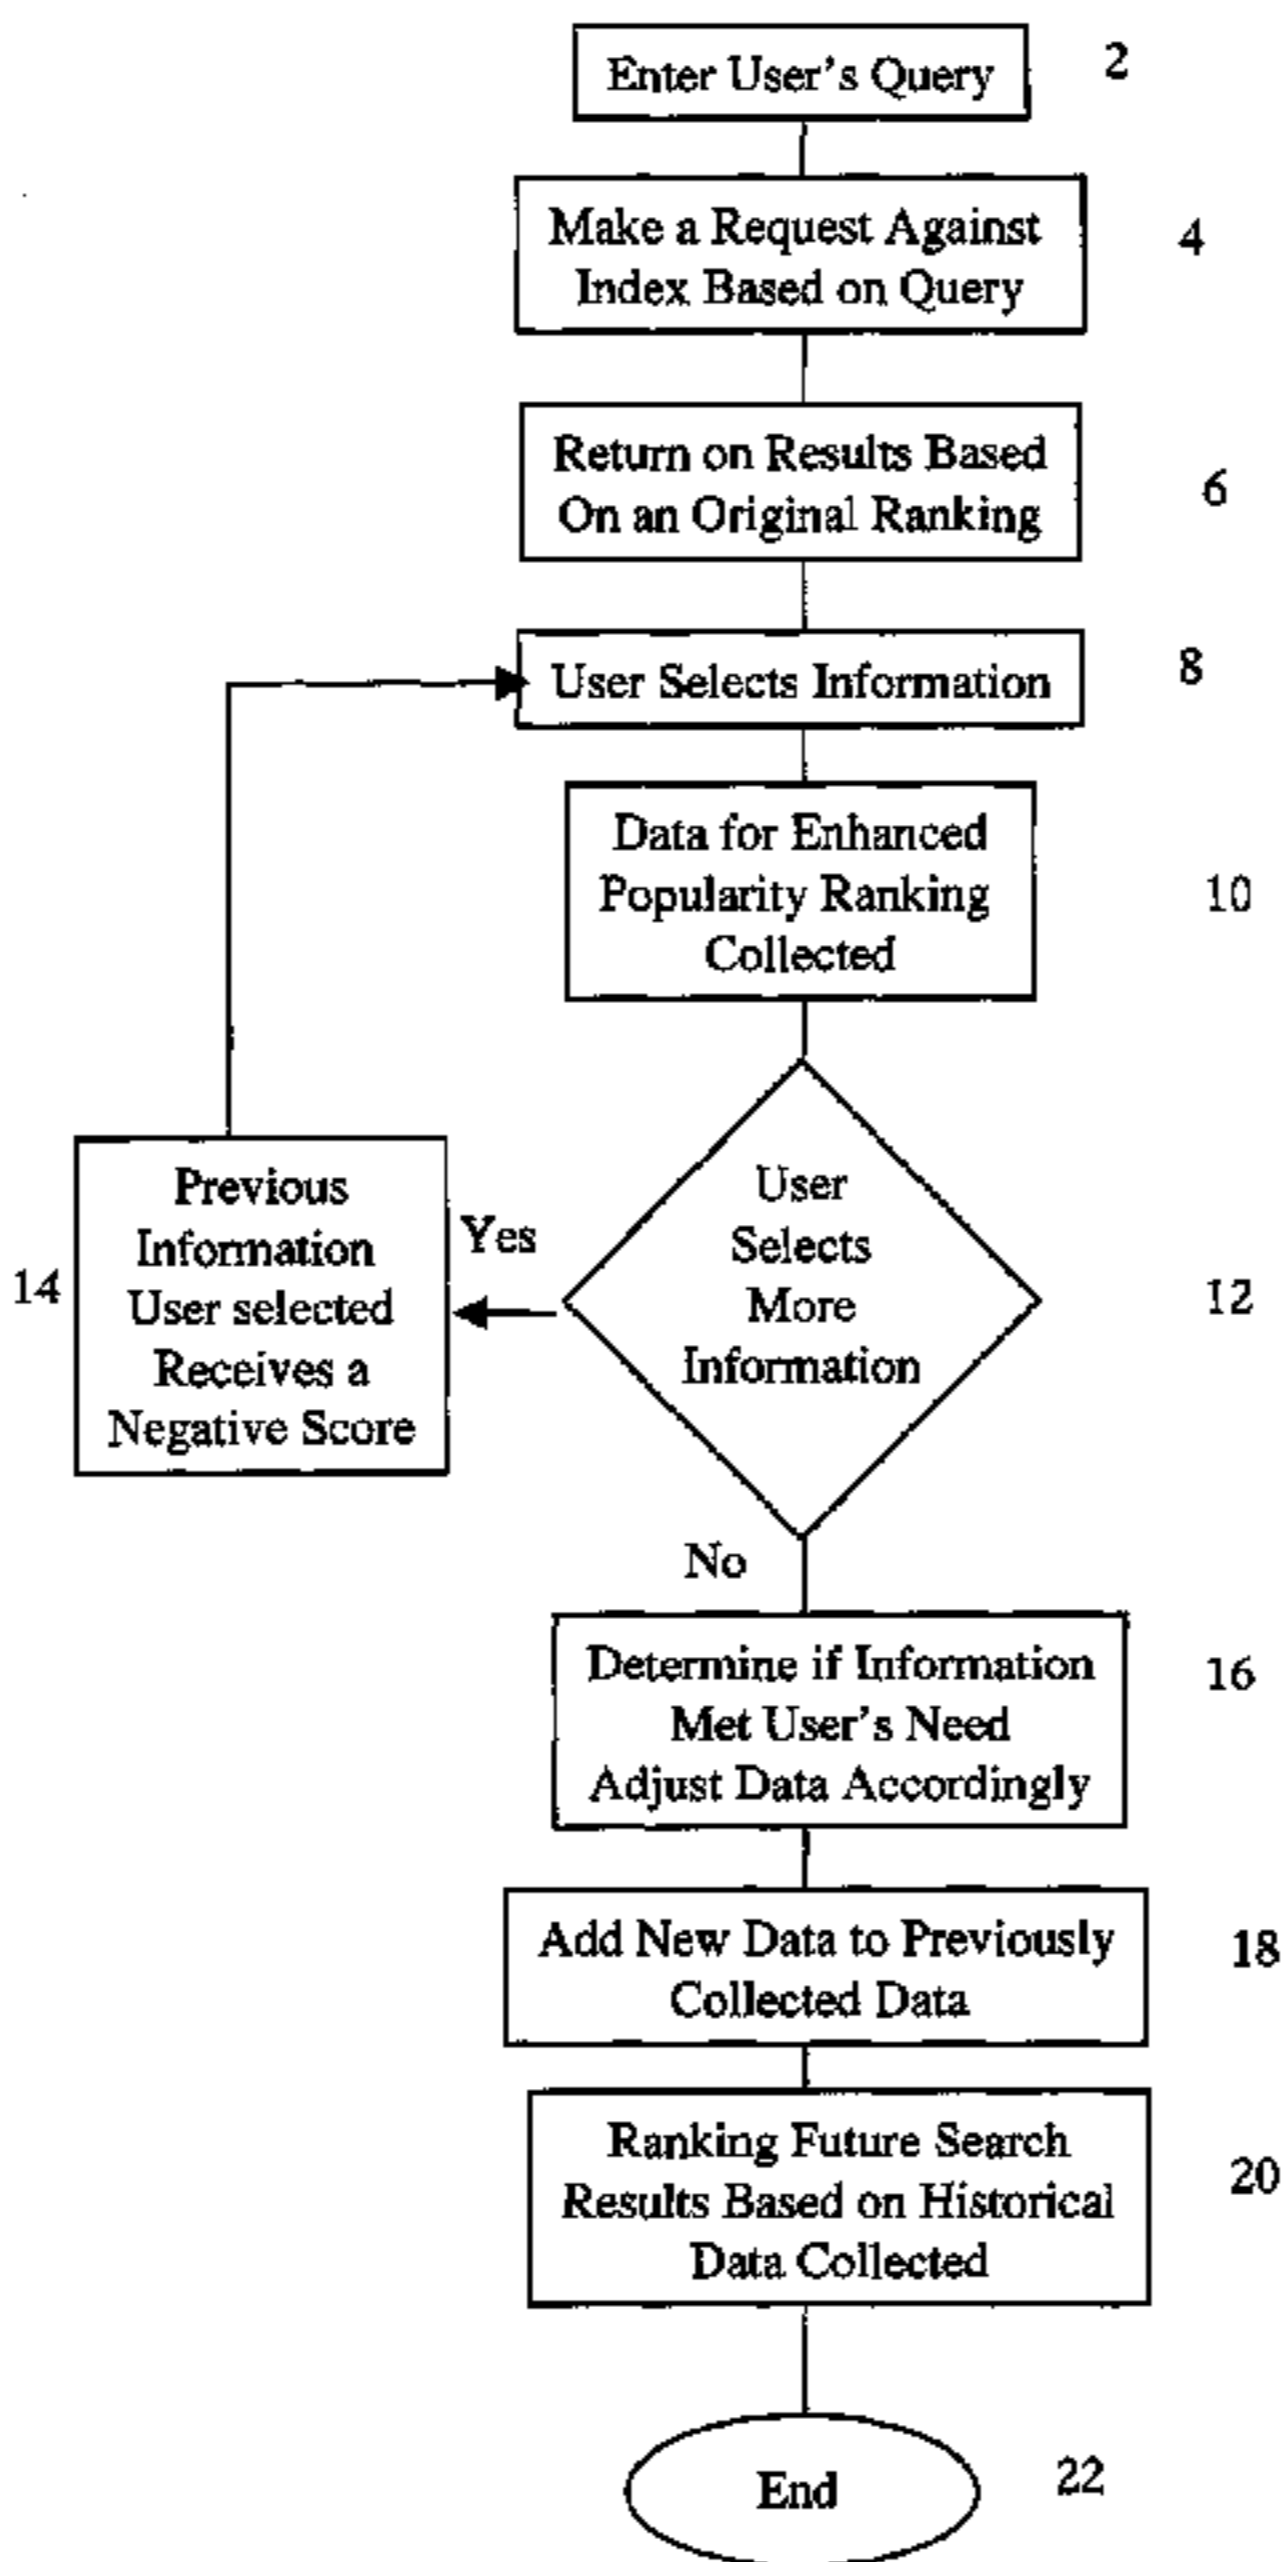 Enter User's Query
2
Make a Request Against
Index Based on Query
4
Return on Results Based
On an Original Ranking
6
User Selects Information
8
Data for Enhanced
Popularity Ranking
Collected
10
User
Selects
More
Information
12
Yes
Previous
Information
User selected
Receives a
Negative Score
14
No
Determine if Information
Met User's Need
Adjust Data Accordingly
16
Add New Data to Previously
Collected Data
18
Ranking Future Search
Results Based on Historical
Data Collected
20
End
22